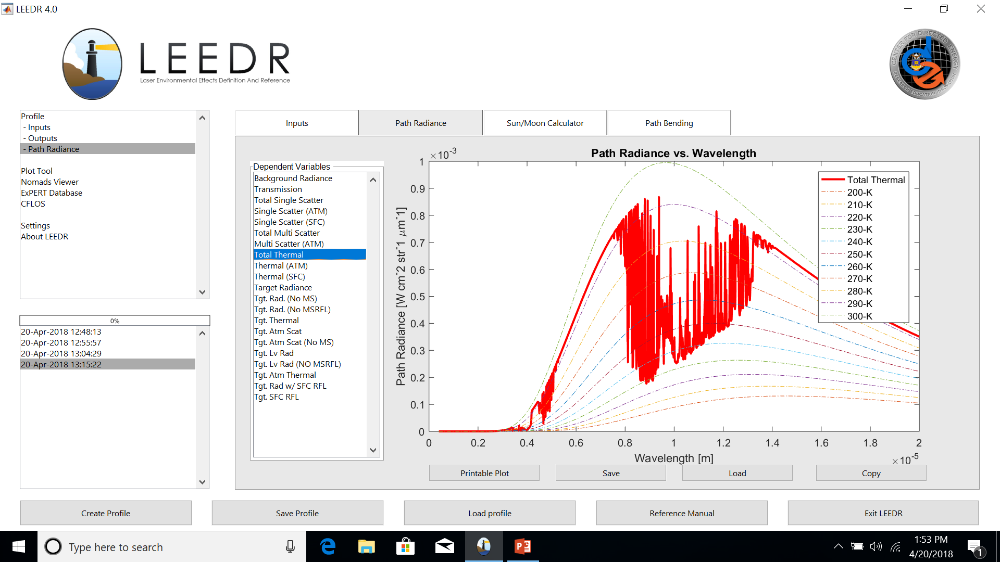 LEEDR 4.0
LEEDR
Laser Environmental Effects Definition And Reference
CENTER FOR DIRECTED ENERGY
RESEARCH EDUCATION INNOVATION
Profile
- Inputs
- Outputs
- Path Radiance
Plot Tool
Nomads Viewer
ExPERT Database
CFLOS
Settings
About LEEDR
0%
20-Apr-2018 12:48:13
20-Apr-2018 12:55:57
20-Apr-2018 13:04:29
20-Apr-2018 13:15:22
Inputs
Path Radiance
Sun/Moon Calculator
Path Bending
Dependent Variables
Background Radiance
Transmission
Total Single Scatter
Single Scatter (ATM)
Single Scatter (SFC)
Total Multi Scatter
Multi Scatter (ATM)
Total Thermal
Thermal (ATM)
Thermal (SFC)
Target Radiance
Tgt. Rad. (No MS)
Tgt. Rad. (No MSRFL)
Tgt. Thermal
Tgt. Atm Scat
Tgt. Atm Scat (No MS)
Tgt. Lv Rad
Tgt. Lv Rad (NO MSRFL)
Tgt. Atm Thermal
Tgt. Rad w/ SFC RFL
Tgt. SFC RFL
Path Radiance vs. Wavelength
×10-3
1
0.9
0.8
0.7
0.6
0.5
0.4
0.3
0.2
0.1
0
Path Radiance [W cm-2 str-1 μm-1]
0 0.2 0.4 0.6 0.8 1 1.2 1.4 1.6 1.8 2
Wavelength [m]
×10-5
Total Thermal
200-K
210-K
220-K
230-K
240-K
250-K
260-K
270-K
280-K
290-K
300-K
Printable Plot
Save
Load
Copy
Create Profile
Save Profile
Load profile
Reference Manual
Exit LEEDR
Type here to search
1:53 PM
4/20/2018
1